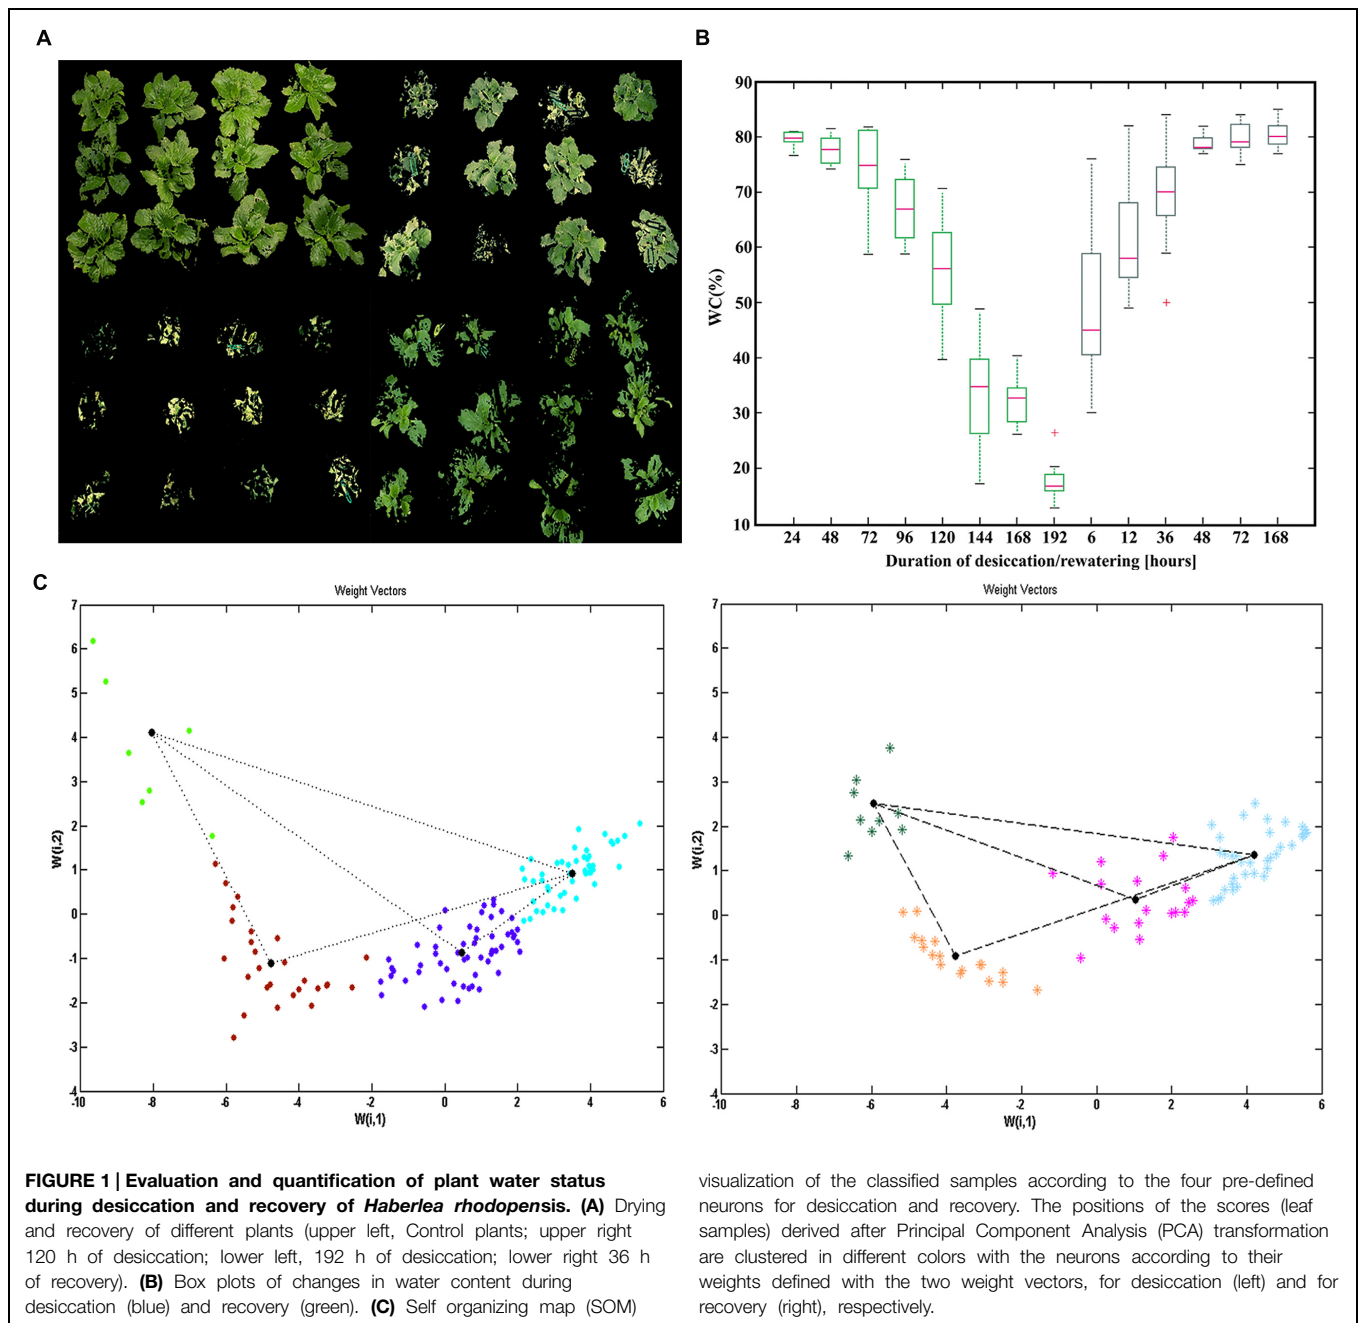 A
B
90
80
70
60
50
40
30
20
10
WC(%)
24 48 72 96 120 144 168 192 6 12 36 48 72 168
Duration of desiccation/rewatering [hours]
C
Weight Vectors
7
6
5
4
3
2
1
0
-1
-2
-3
-4
W(i,2)
-10 -8 -6 -4 -2 0 2 4 6
W(i,1)
Weight Vectors
7
6
5
4
3
2
1
0
-1
-2
-3
-4
W(i,2)
-10 -8 -6 -4 -2 0 2 4 6
W(i,1)
FIGURE 1 | Evaluation and quantification of plant water status
during desiccation and recovery of Haberlea rhodopensis. (A) Drying
and recovery of different plants (upper left, Control plants; upper right
120 h of desiccation; lower left, 192 h of desiccation; lower right 36 h
of recovery). (B) Box plots of changes in water content during
desiccation (blue) and recovery (green). (C) Self organizing map (SOM)
visualization of the classified samples according to the four pre-defined
neurons for desiccation and recovery. The positions of the scores (leaf
samples) derived after Principal Component Analysis (PCA) transformation
are clustered in different colors with the neurons according to their
weights defined with the two weight vectors, for desiccation (left) and for
recovery (right), respectively.